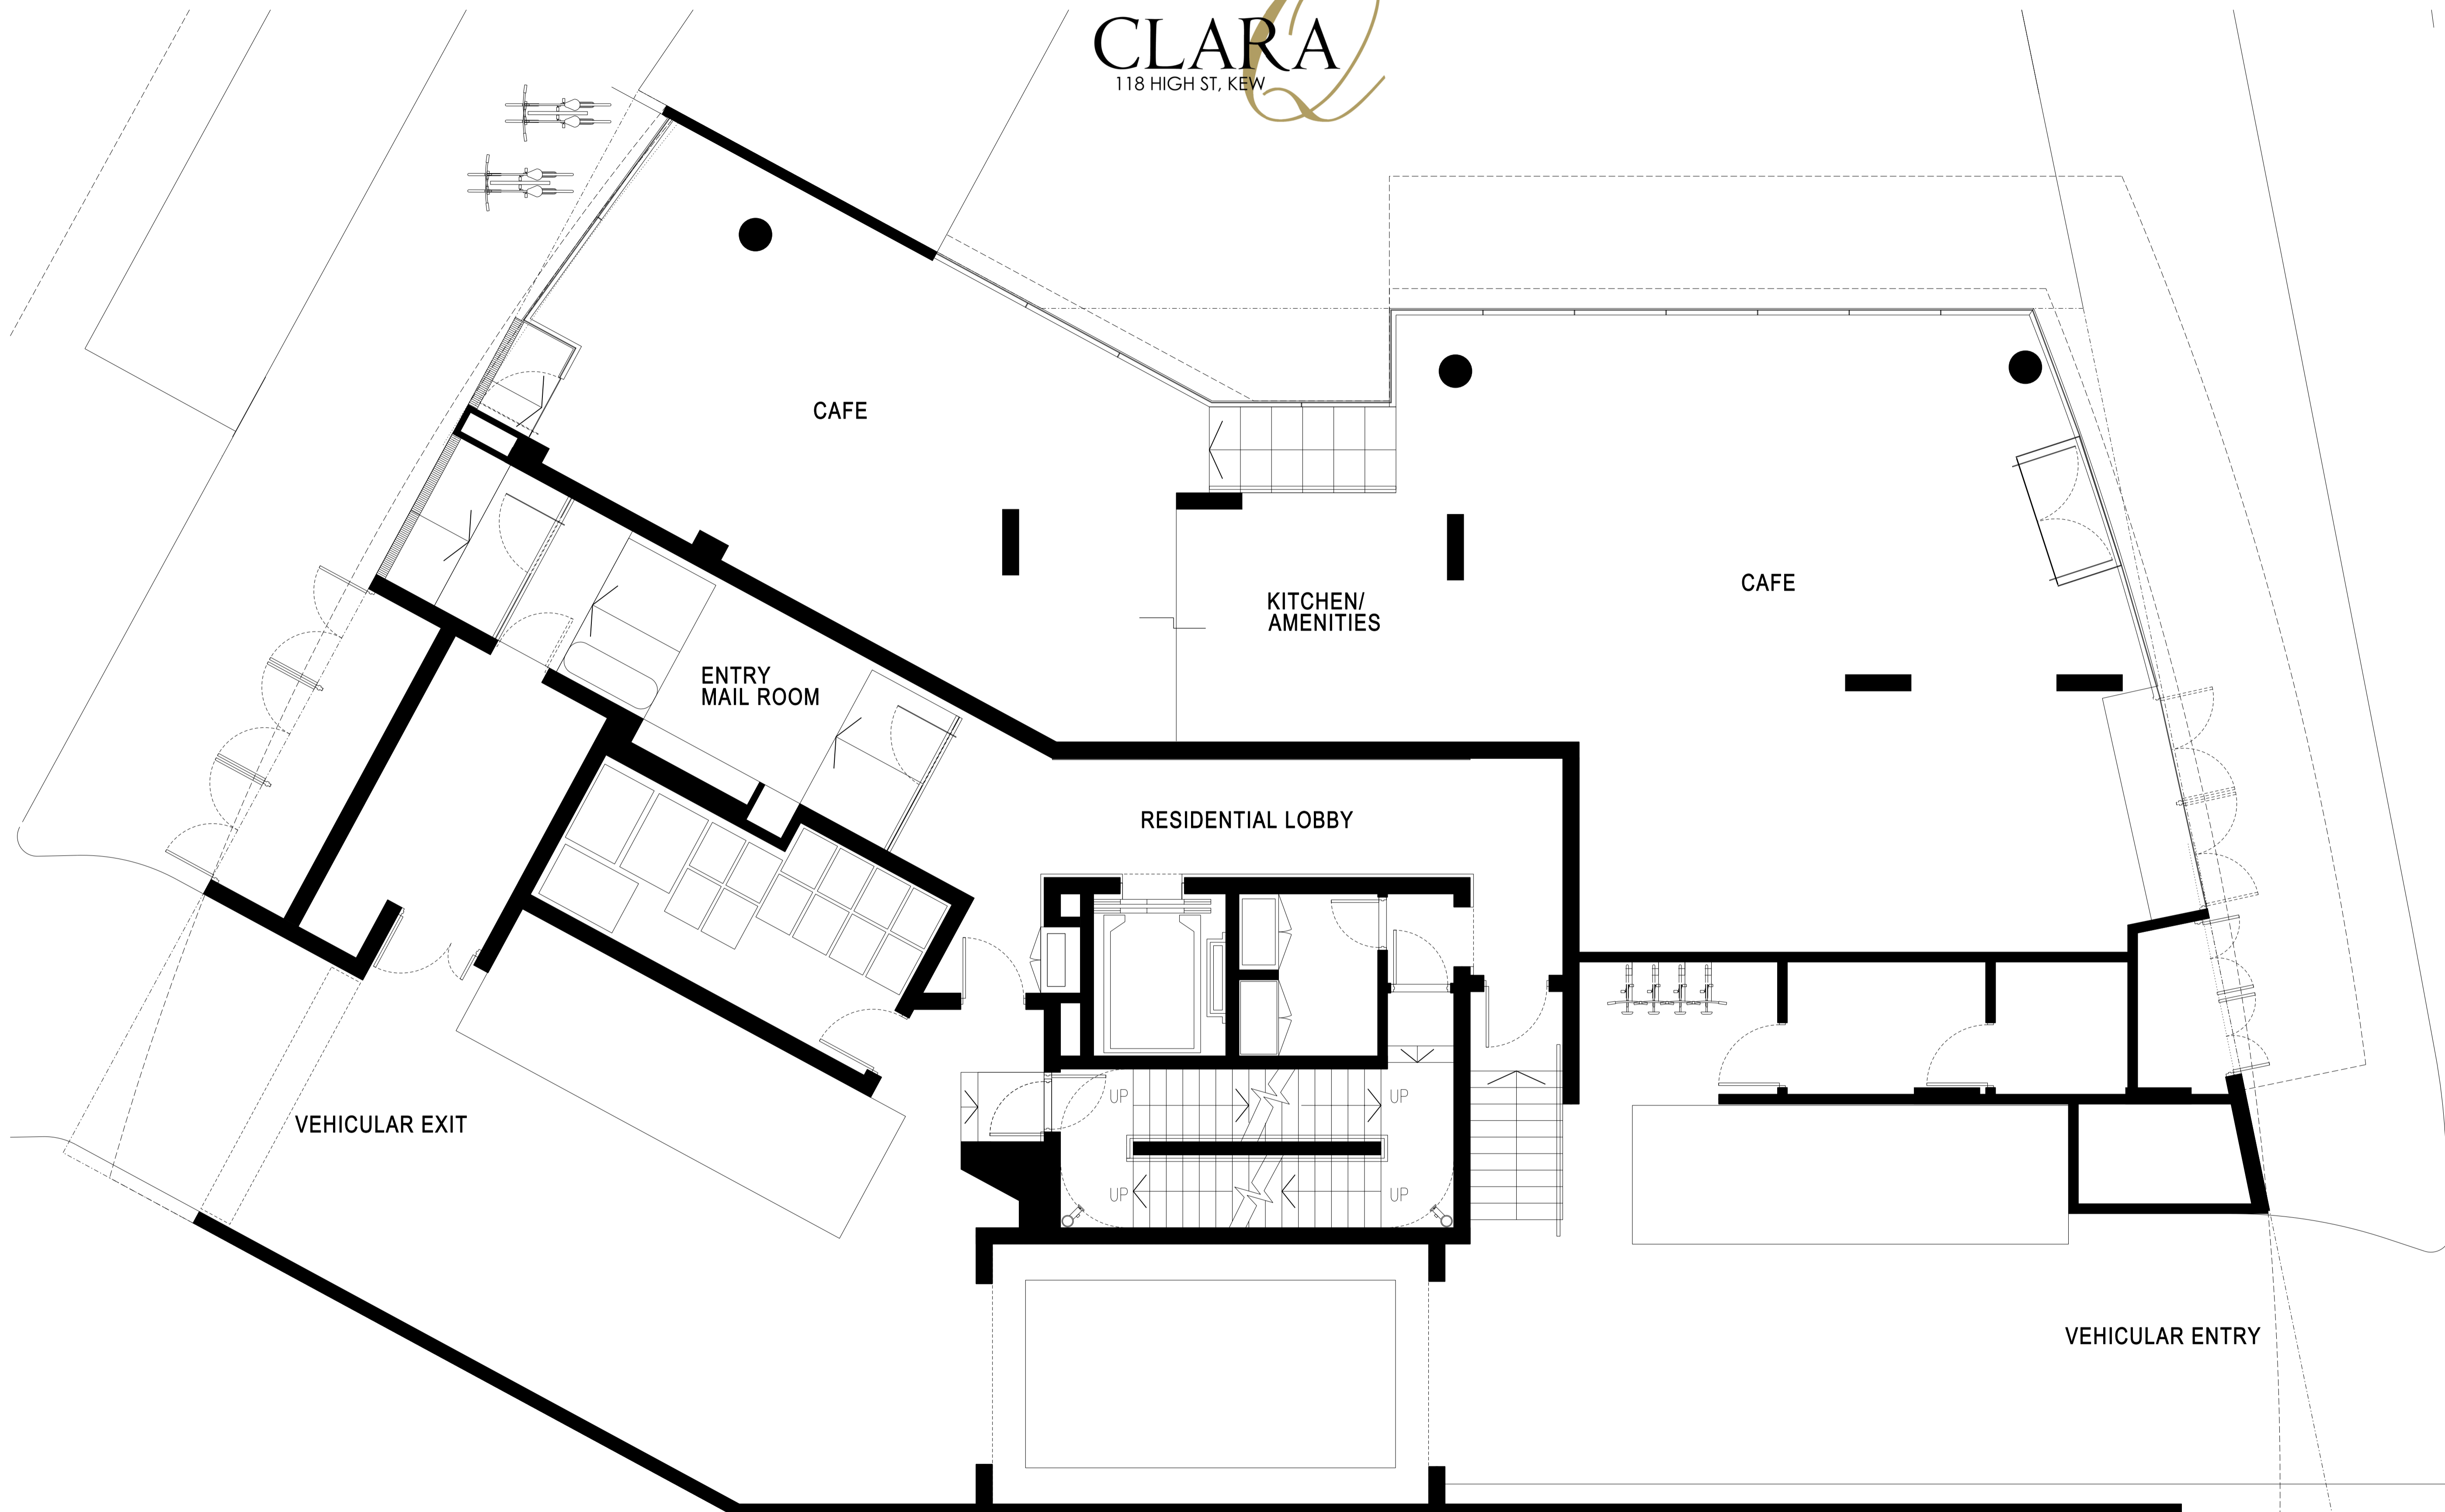 CLARA
118 HIGH ST, KEW
CAFE
CAFE
KITCHEN/
AMENITIES
ENTRY
MAIL ROOM
RESIDENTIAL LOBBY
UP
UP
VEHICULAR EXIT
UP
UP
VEHICULAR ENTRY